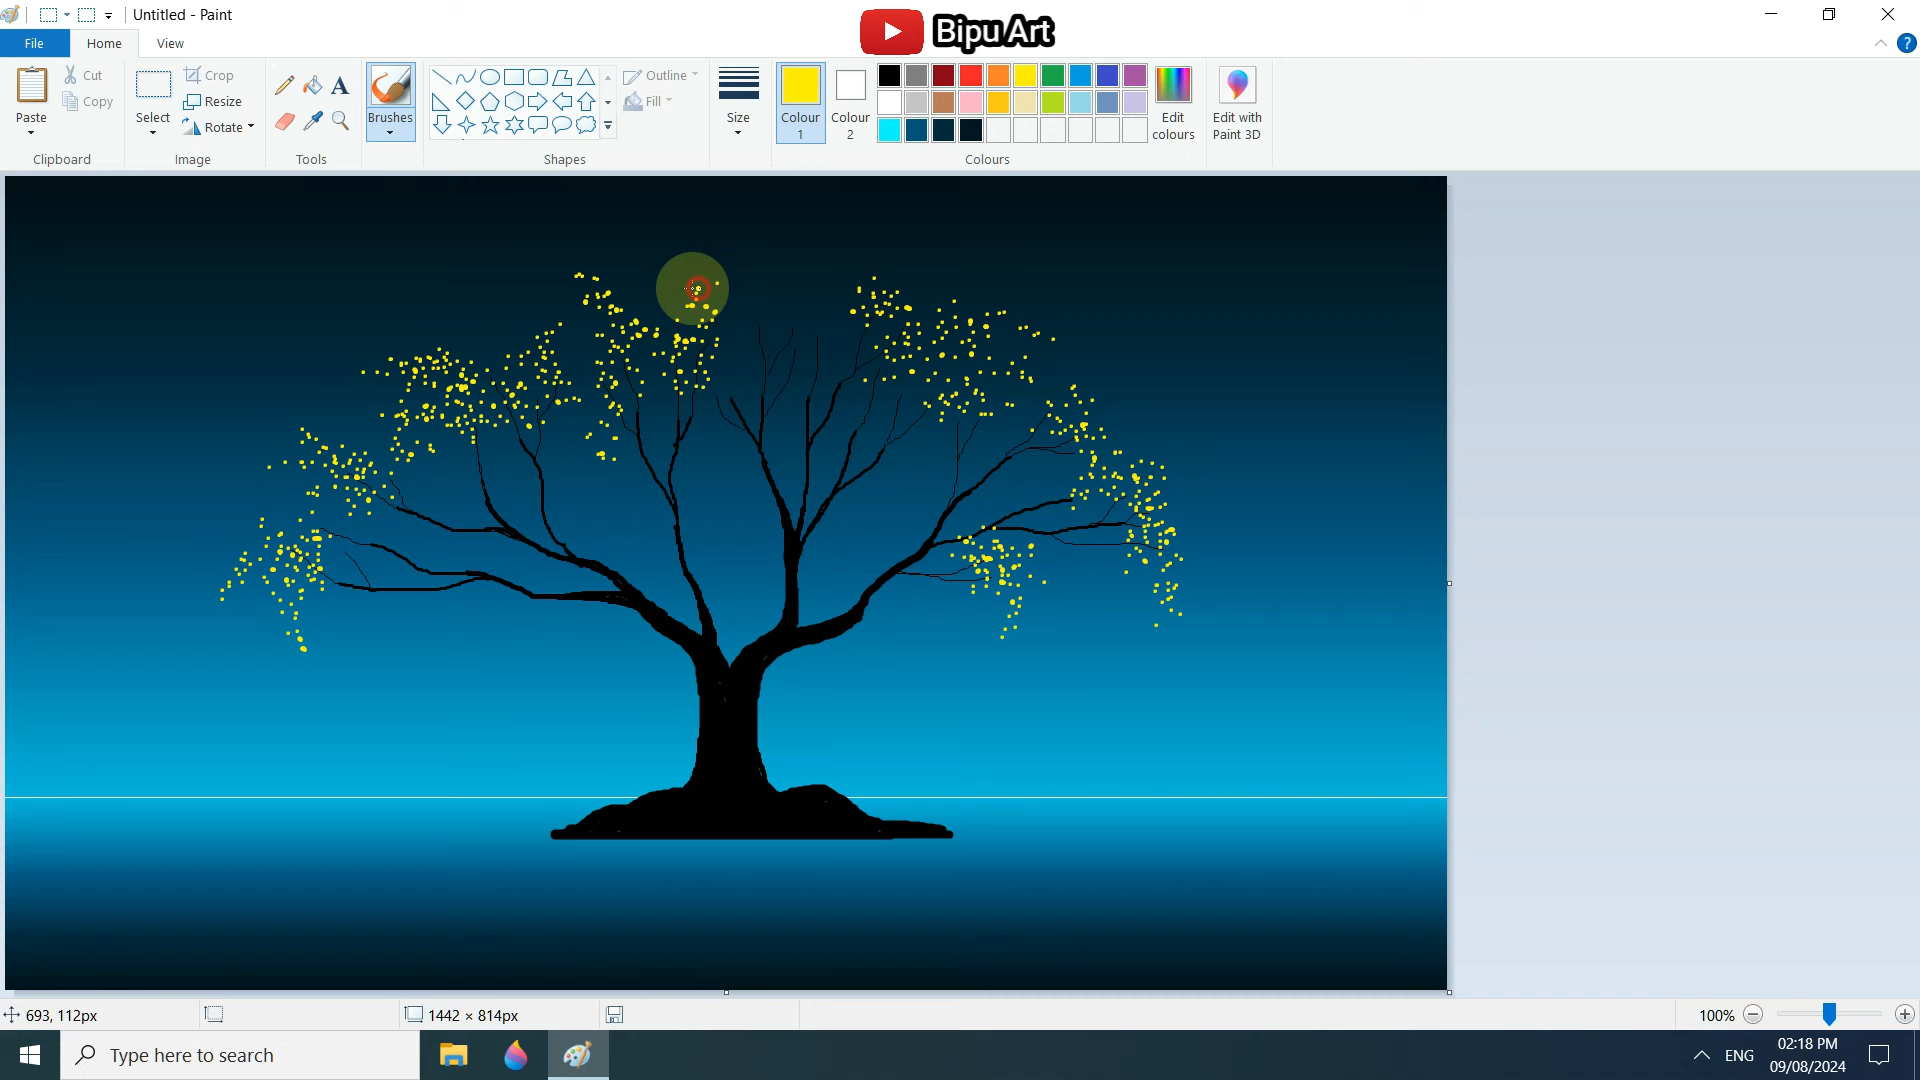 Untitled - Paint
Bipu Art
File
Home
View
Paste
Cut
Copy
Clipboard
Select
Crop
Resize
Rotate
Image
A
Tools
Brushes
Outline
Fill
Shapes
Size
Colour
1
Colour
2
Edit
colours
Colours
Edit with
Paint 3D
?
693, 112px
1442 × 814px
100%
Type here to search
ENG
02:18 PM
09/08/2024